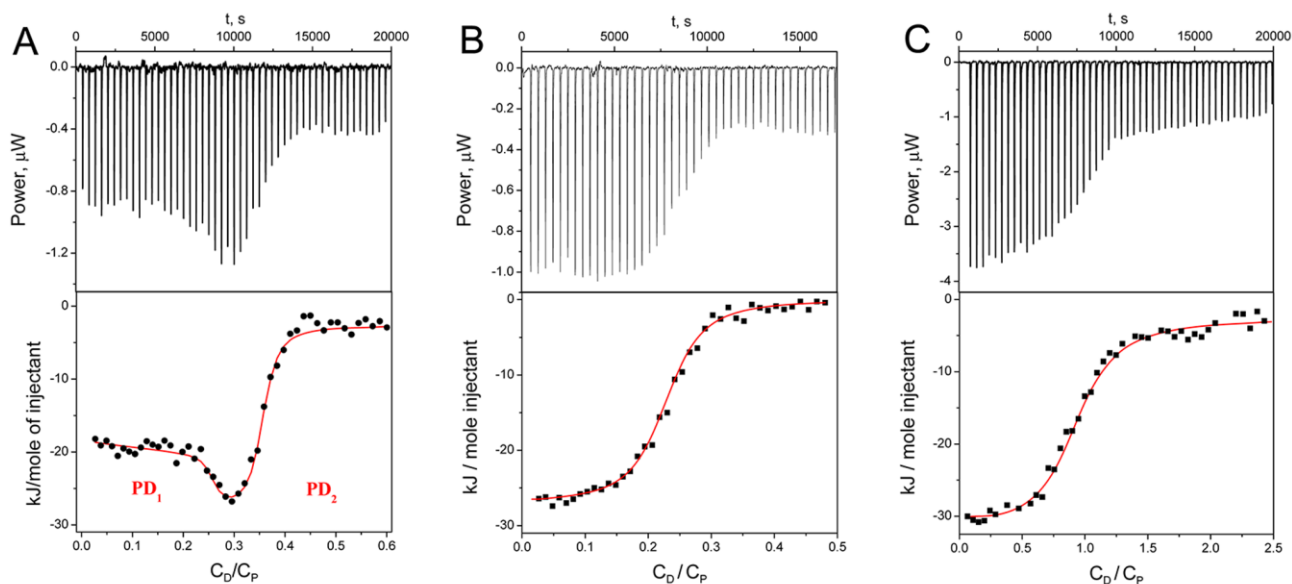 A
t, s
0 5000 10000 15000 20000
0.0
-0.4
-0.8
-1.2
Power, μW
0
-10
-20
-30
kJ/mole of injectant
PD1 PD2
0.0 0.1 0.2 0.3 0.4 0.5 0.6
CD/CP
B
t, s
0 5000 10000 15000
0.0
-0.2
-0.4
-0.6
-0.8
-1.0
Power, μW
0
-10
-20
-30
kJ / mole injectant
0.0 0.1 0.2 0.3 0.4 0.5
CD / CP
C
t, s
0 5000 10000 15000 20000
0
-1
-2
-3
-4
Power, μW
0
-10
-20
-30
kJ / mole injectant
0.0 0.5 1.0 1.5 2.0 2.5
CD / CP